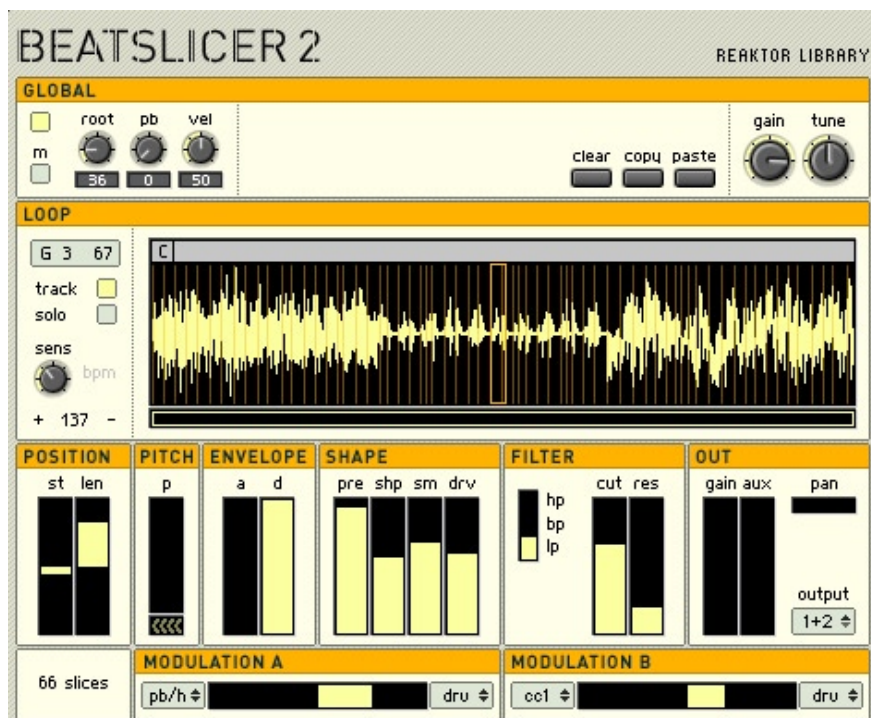 BEATSLICER 2
REAKTOR LIBRARY
GLOBAL
root pb vel gain tune
m clear copy paste
36 0 50
LOOP
G 3 67 C
track
solo
sens
bpm
+ 137 -
POSITION PITCH ENVELOPE SHAPE FILTER OUT
st len p a d pre shp sm drv cut res gain aux pan
hp
bp
lp
output
1+2
MODULATION A MODULATION B
66 slices
pb/h drv cc1 drv